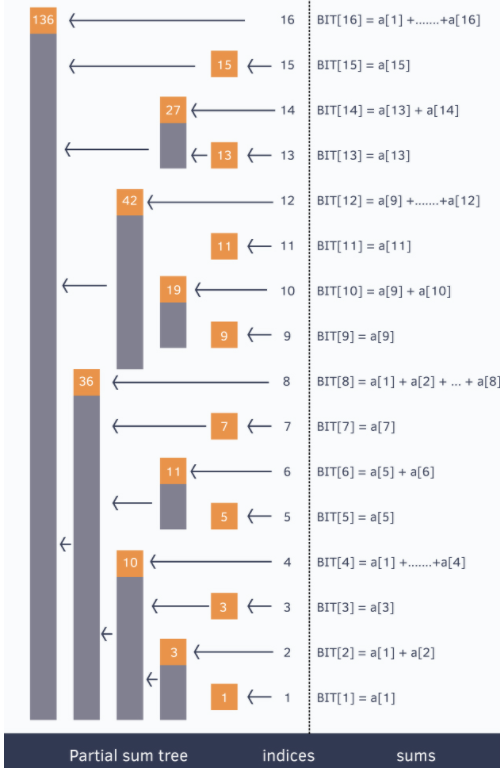 136 16 BIT[16] = a[1] +.......+a[16]
15 15 BIT[15] = a[15]
27 14 BIT[14] = a[13] + a[14]
13 13 BIT[13] = a[13]
42 12 BIT[12] = a[9] +.......+a[12]
11 11 BIT[11] = a[11]
19 10 BIT[10] = a[9] + a[10]
9 9 BIT[9] = a[9]
36 8 BIT[8] = a[1] + a[2] + ... + a[8]
7 7 BIT[7] = a[7]
11 6 BIT[6] = a[5] + a[6]
5 5 BIT[5] = a[5]
10 4 BIT[4] = a[1] +.......+a[4]
3 3 BIT[3] = a[3]
3 2 BIT[2] = a[1] + a[2]
1 1 BIT[1] = a[1]
Partial sum tree indices sums